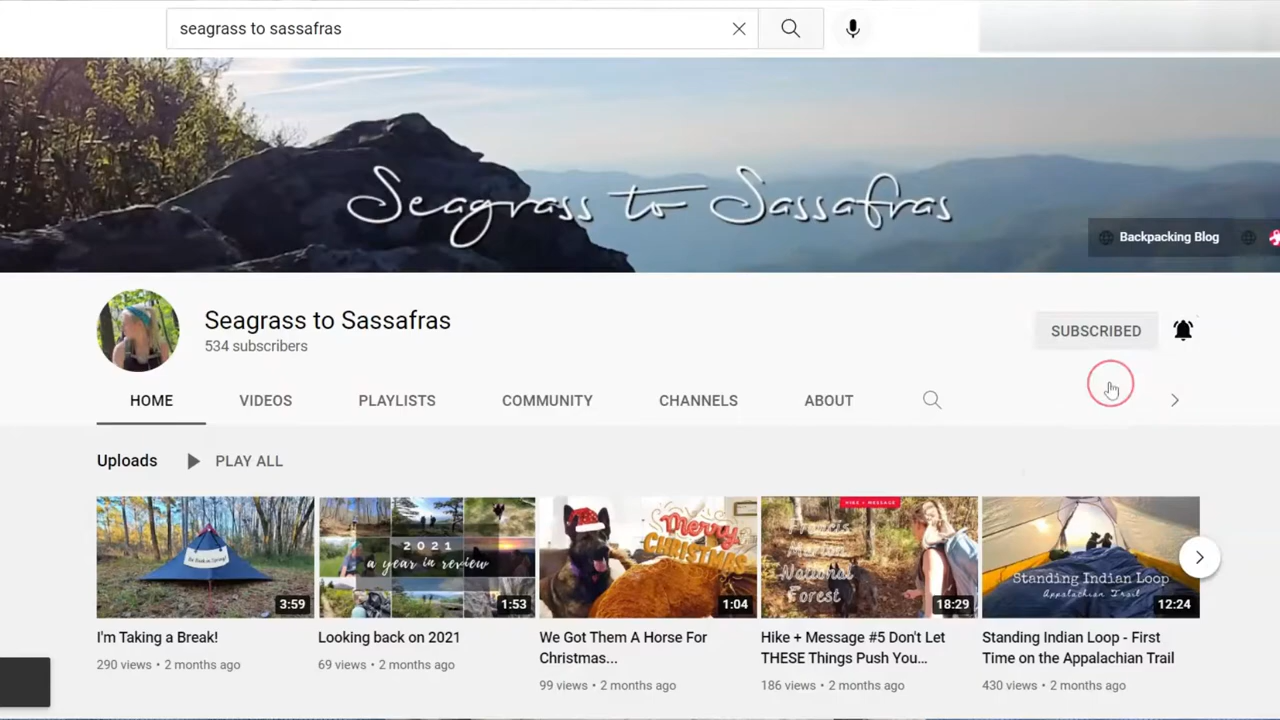 seagrass to sassafras
Seagrass to Sassafras
Backpacking Blog
Seagrass to Sassafras
534 subscribers
SUBSCRIBED
HOME VIDEOS PLAYLISTS COMMUNITY CHANNELS ABOUT
Uploads PLAY ALL
3:59
2021
a year in review
1:53
Merry
CHRISTMAS
1:04
HIKE + MESSAGE
Francis
Marion
National
Forest
18:29
Standing Indian Loop
Appalachian Trail
12:24
I'm Taking a Break!
290 views • 2 months ago
Looking back on 2021
69 views • 2 months ago
We Got Them A Horse For
Christmas...
99 views • 2 months ago
Hike + Message #5 Don't Let
THESE Things Push You...
186 views • 2 months ago
Standing Indian Loop - First
Time on the Appalachian Trail
430 views • 2 months ago